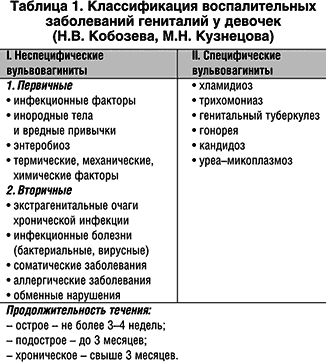 Таблица 1. Классификация воспалительных
заболеваний гениталий у девочек
(Н.В. Кобозева, М.Н. Кузнецова)
I. Неспецифические
вульвовагиниты
1. Первичные
• инфекционные факторы
• инородные тела
и вредные привычки
• энтеробиоз
• термические, механические,
химические факторы
2. Вторичные
• экстрагенитальные очаги
хронической инфекции
• инфекционные болезни
(бактериальные, вирусные)
• соматические заболевания
• аллергические заболевания
• обменные нарушения
II. Специфические
вульвовагиниты
• хламидиоз
• трихомониаз
• генитальный туберкулез
• гонорея
• кандидоз
• уреа–микоплазмоз
Продолжительность течения:
– острое – не более 3–4 недель;
– подострое – до 3 месяцев;
– хроническое – свыше 3 месяцев.